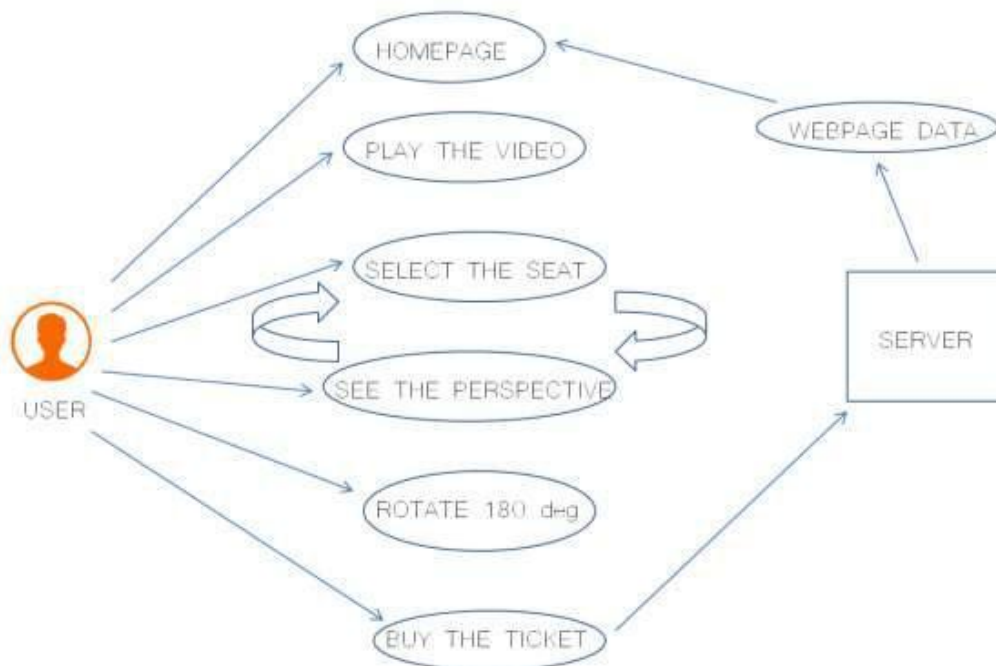 HOMEPAGE
WEBPAGE DATA
PLAY THE VIDEO
SELECT THE SEAT
SERVER
SEE THE PERSPECTIVE
USER
ROTATE 180 deg
BUY THE TICKET